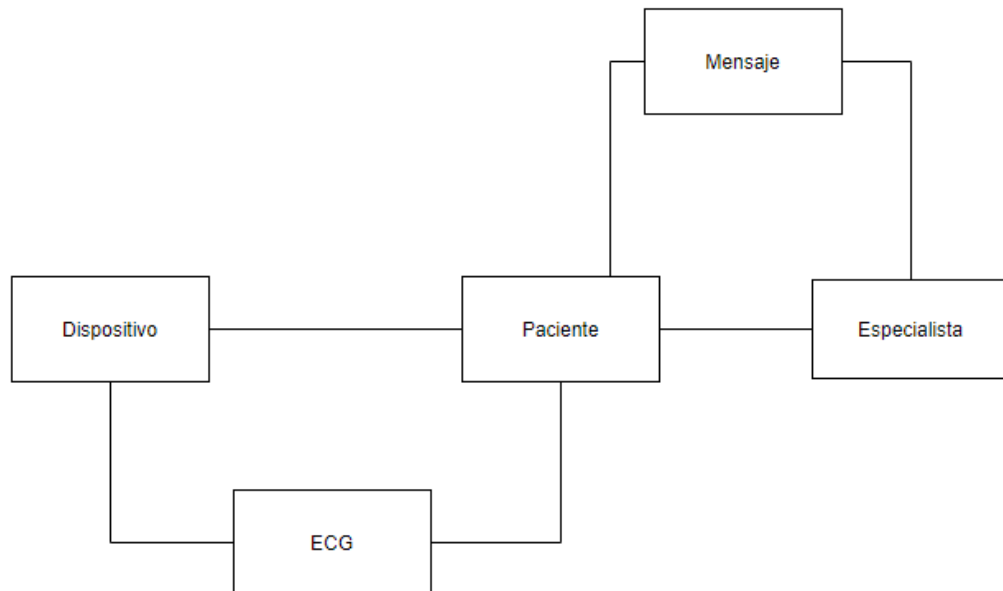 Mensaje
Dispositivo
Paciente
Especialista
ECG